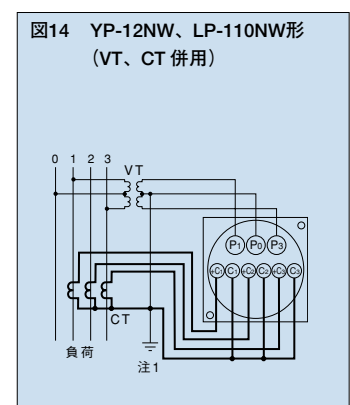 図14 YP-12NW、LP-110NW形
（VT、CT 併用）
0 1 2 3
VT
P1 P0 P3
+C1 C1 +C2 C2 +C3 C3
CT
負荷
注1